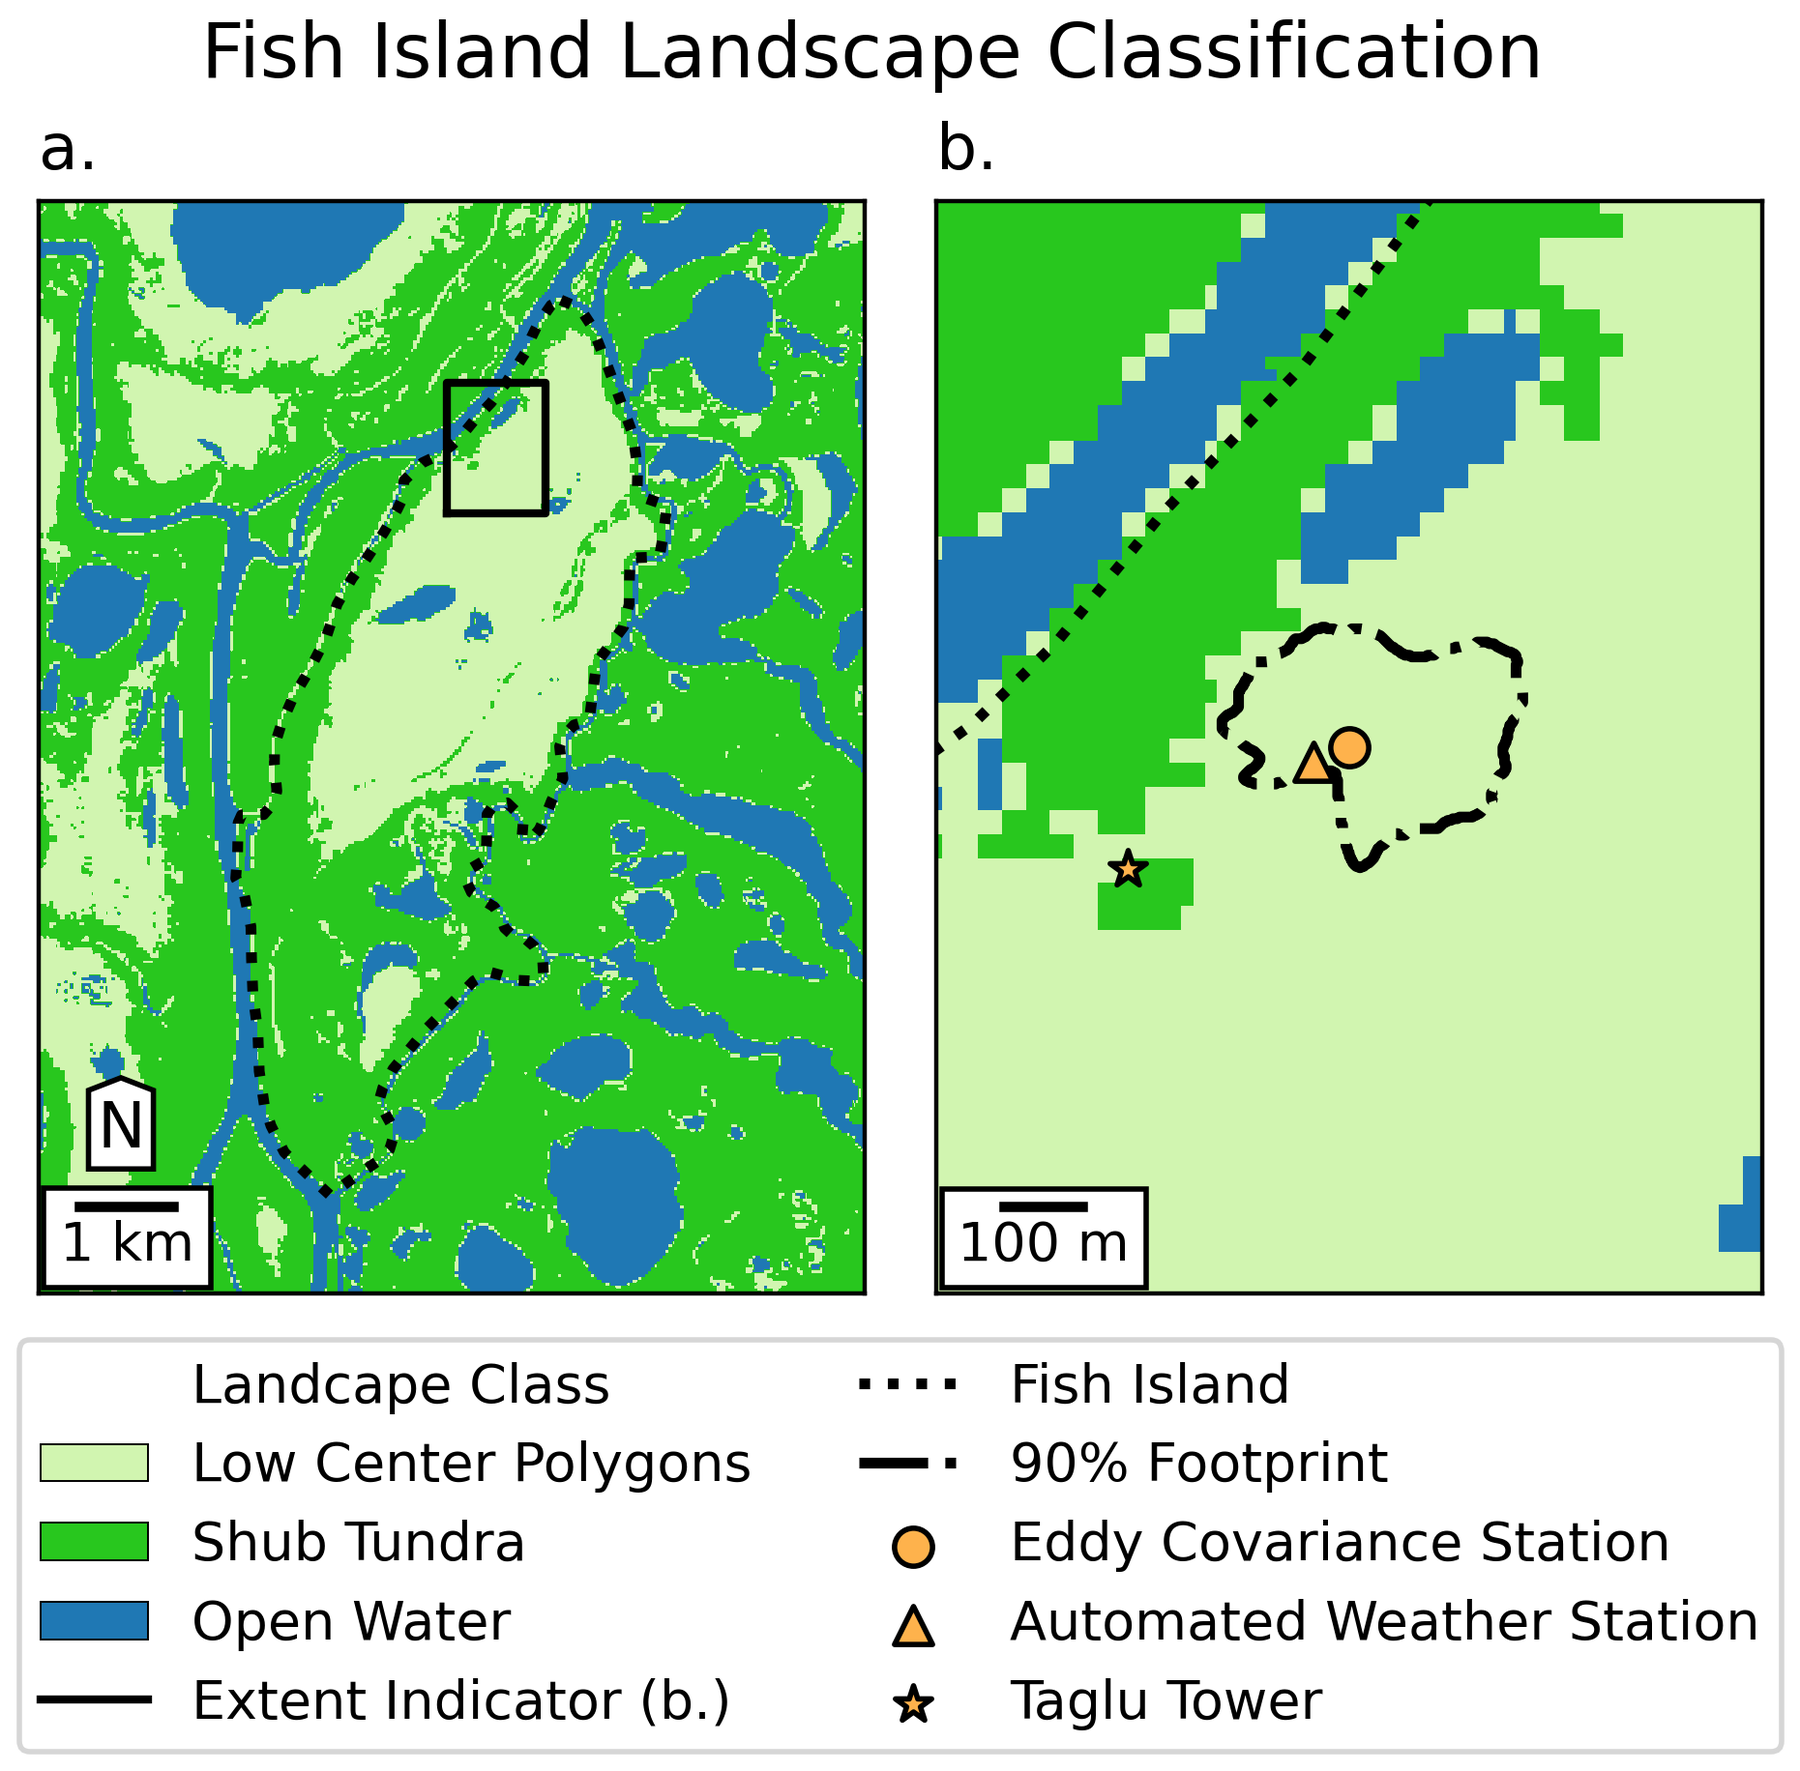 Fish Island Landscape Classification
a.
b.
N
1 km
100 m
Landcape Class
Low Center Polygons
Shub Tundra
Open Water
Extent Indicator (b.)
Fish Island
90% Footprint
Eddy Covariance Station
Automated Weather Station
Taglu Tower